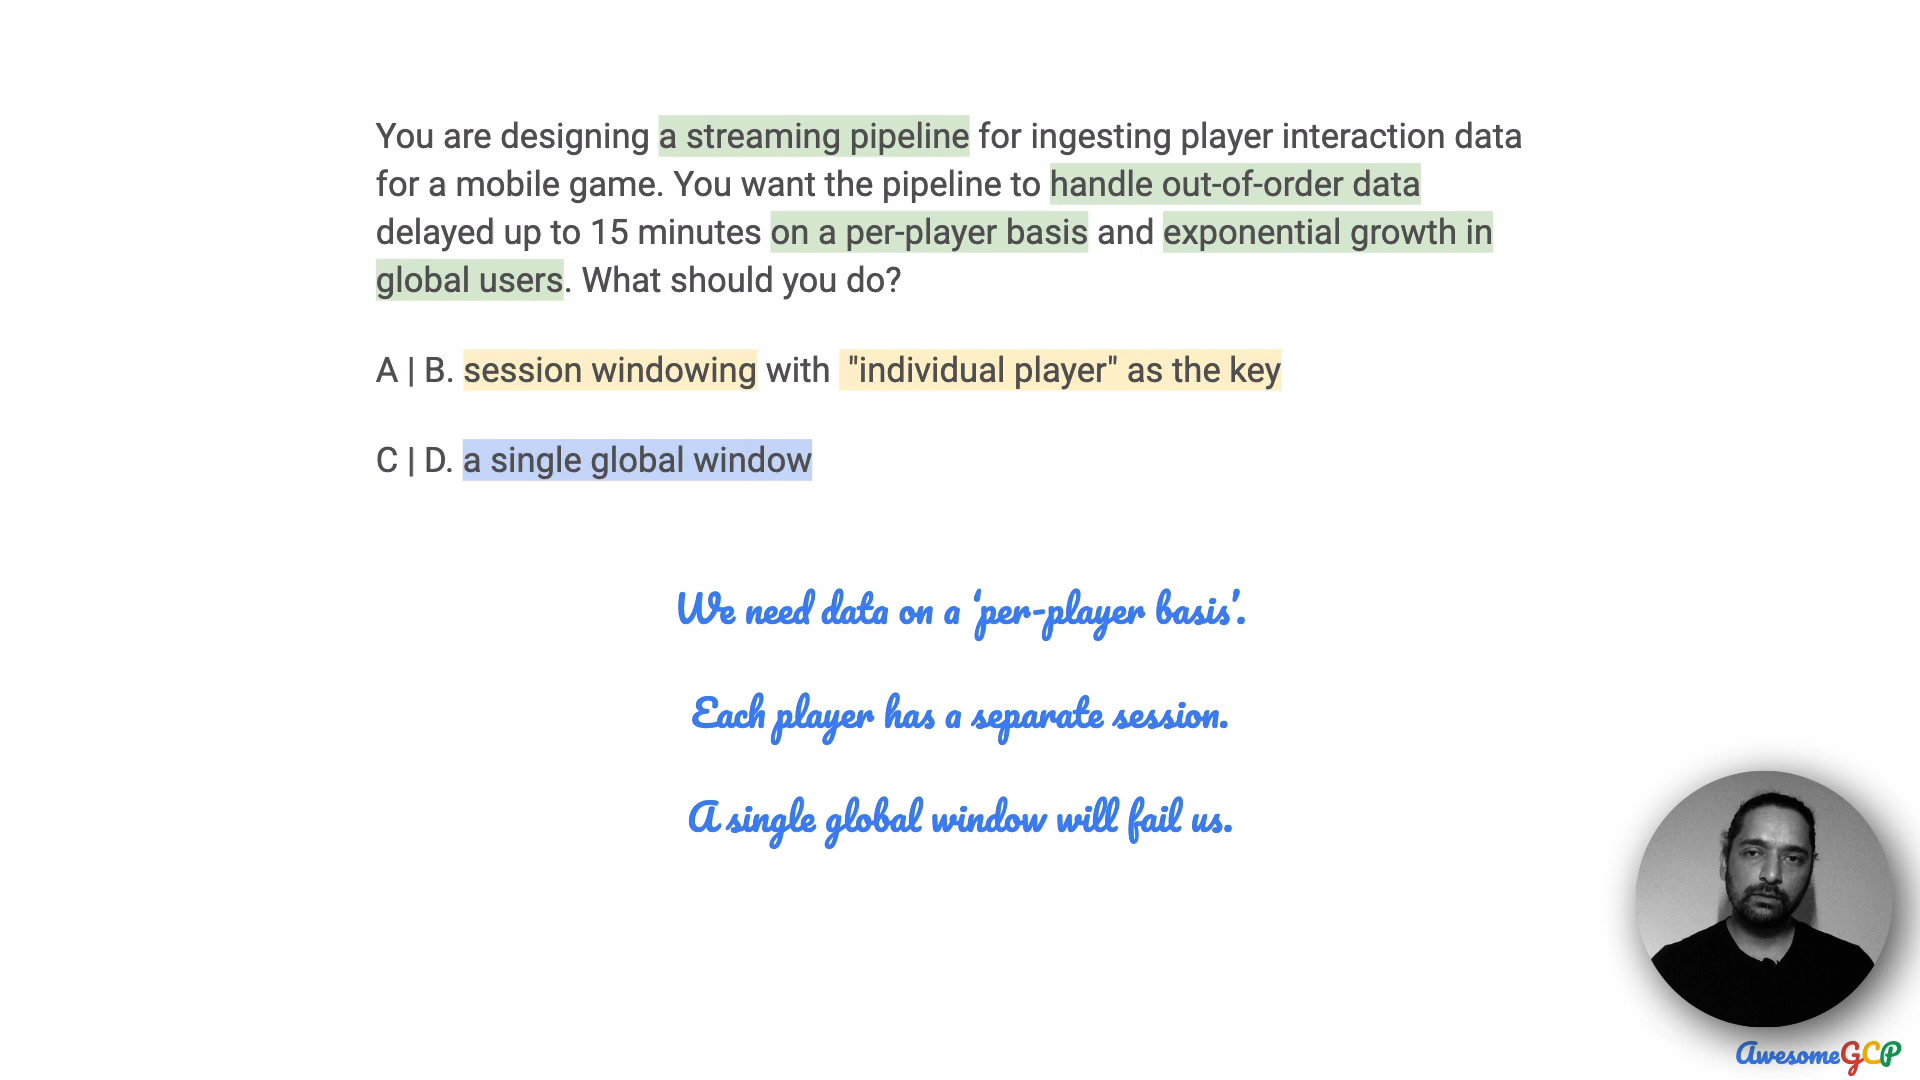 You are designing a streaming pipeline for ingesting player interaction data
for a mobile game. You want the pipeline to handle out-of-order data
delayed up to 15 minutes on a per-player basis and exponential growth in
global users. What should you do?
A | B. session windowing with "individual player" as the key
C | D. a single global window
We need data on a ‘per-player basis’.
Each player has a separate session.
A single global window will fail us.
AwesomeGCP